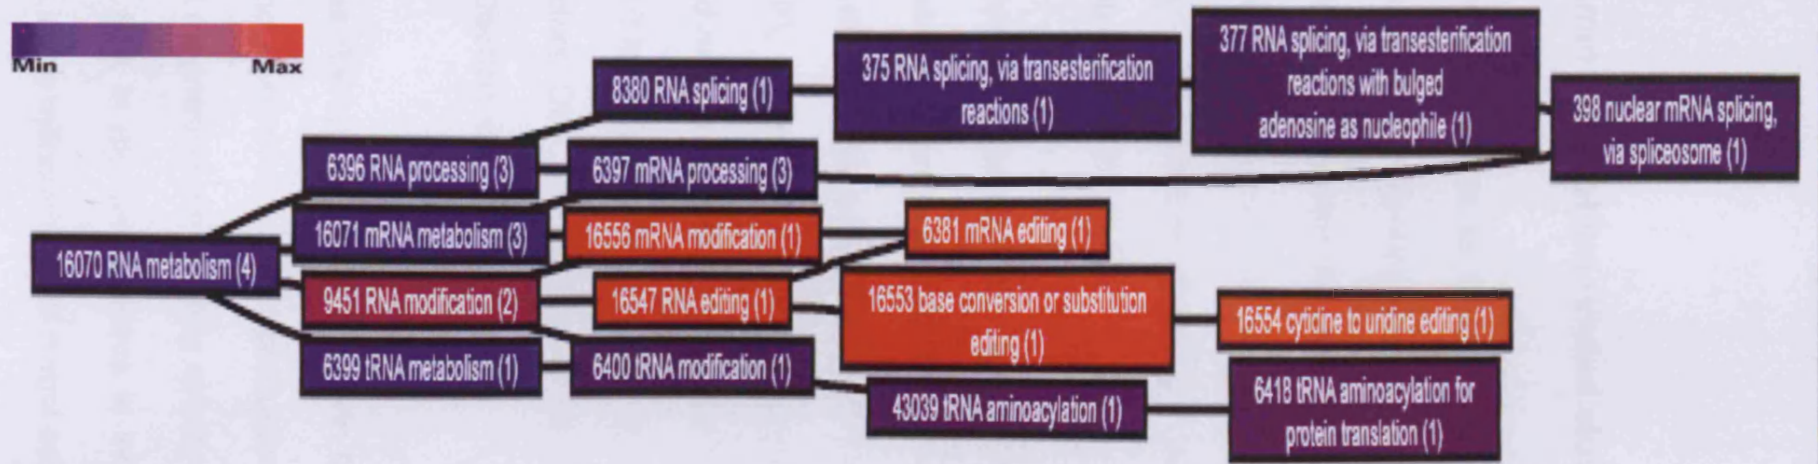 Min
Max
8380 RNA splicing (1)
375 RNA splicing, via transesterification
reactions (1)
377 RNA splicing, via transesterification
reactions with bulged
adenosine as nucleophile (1)
398 nuclear mRNA splicing,
via spliceosome (1)
6396 RNA processing (3)
6397 mRNA processing (3)
16070 RNA metabolism (4)
16071 mRNA metabolism (3)
16556 mRNA modification (1)
6381 mRNA editing (1)
9451 RNA modification (2)
16547 RNA editing (1)
16553 base conversion or substitution
editing (1)
16554 cytidine to uridine editing (1)
6399 tRNA metabolism (1)
6400 tRNA modification (1)
43039 tRNA aminoacylation (1)
6418 tRNA aminoacylation for
protein translation (1)